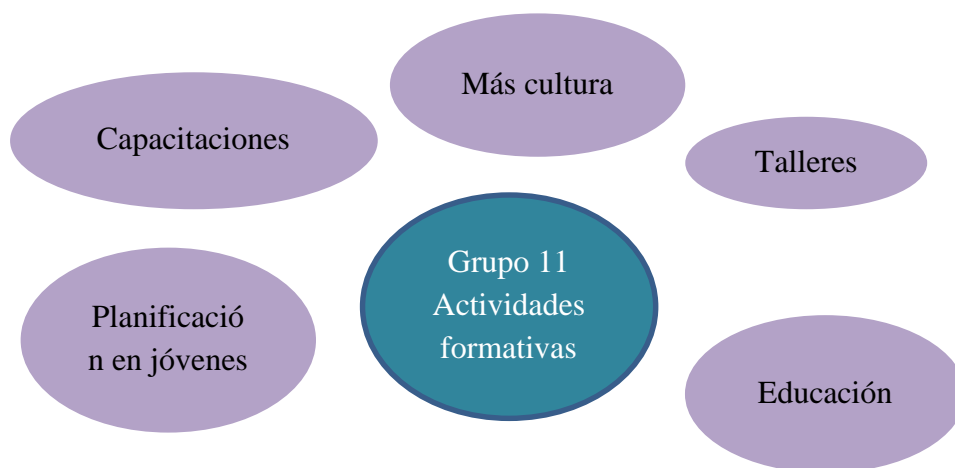 Más cultura
Capacitaciones
Talleres
Grupo 11
Actividades
formativas
Planificació
n en jóvenes
Educación